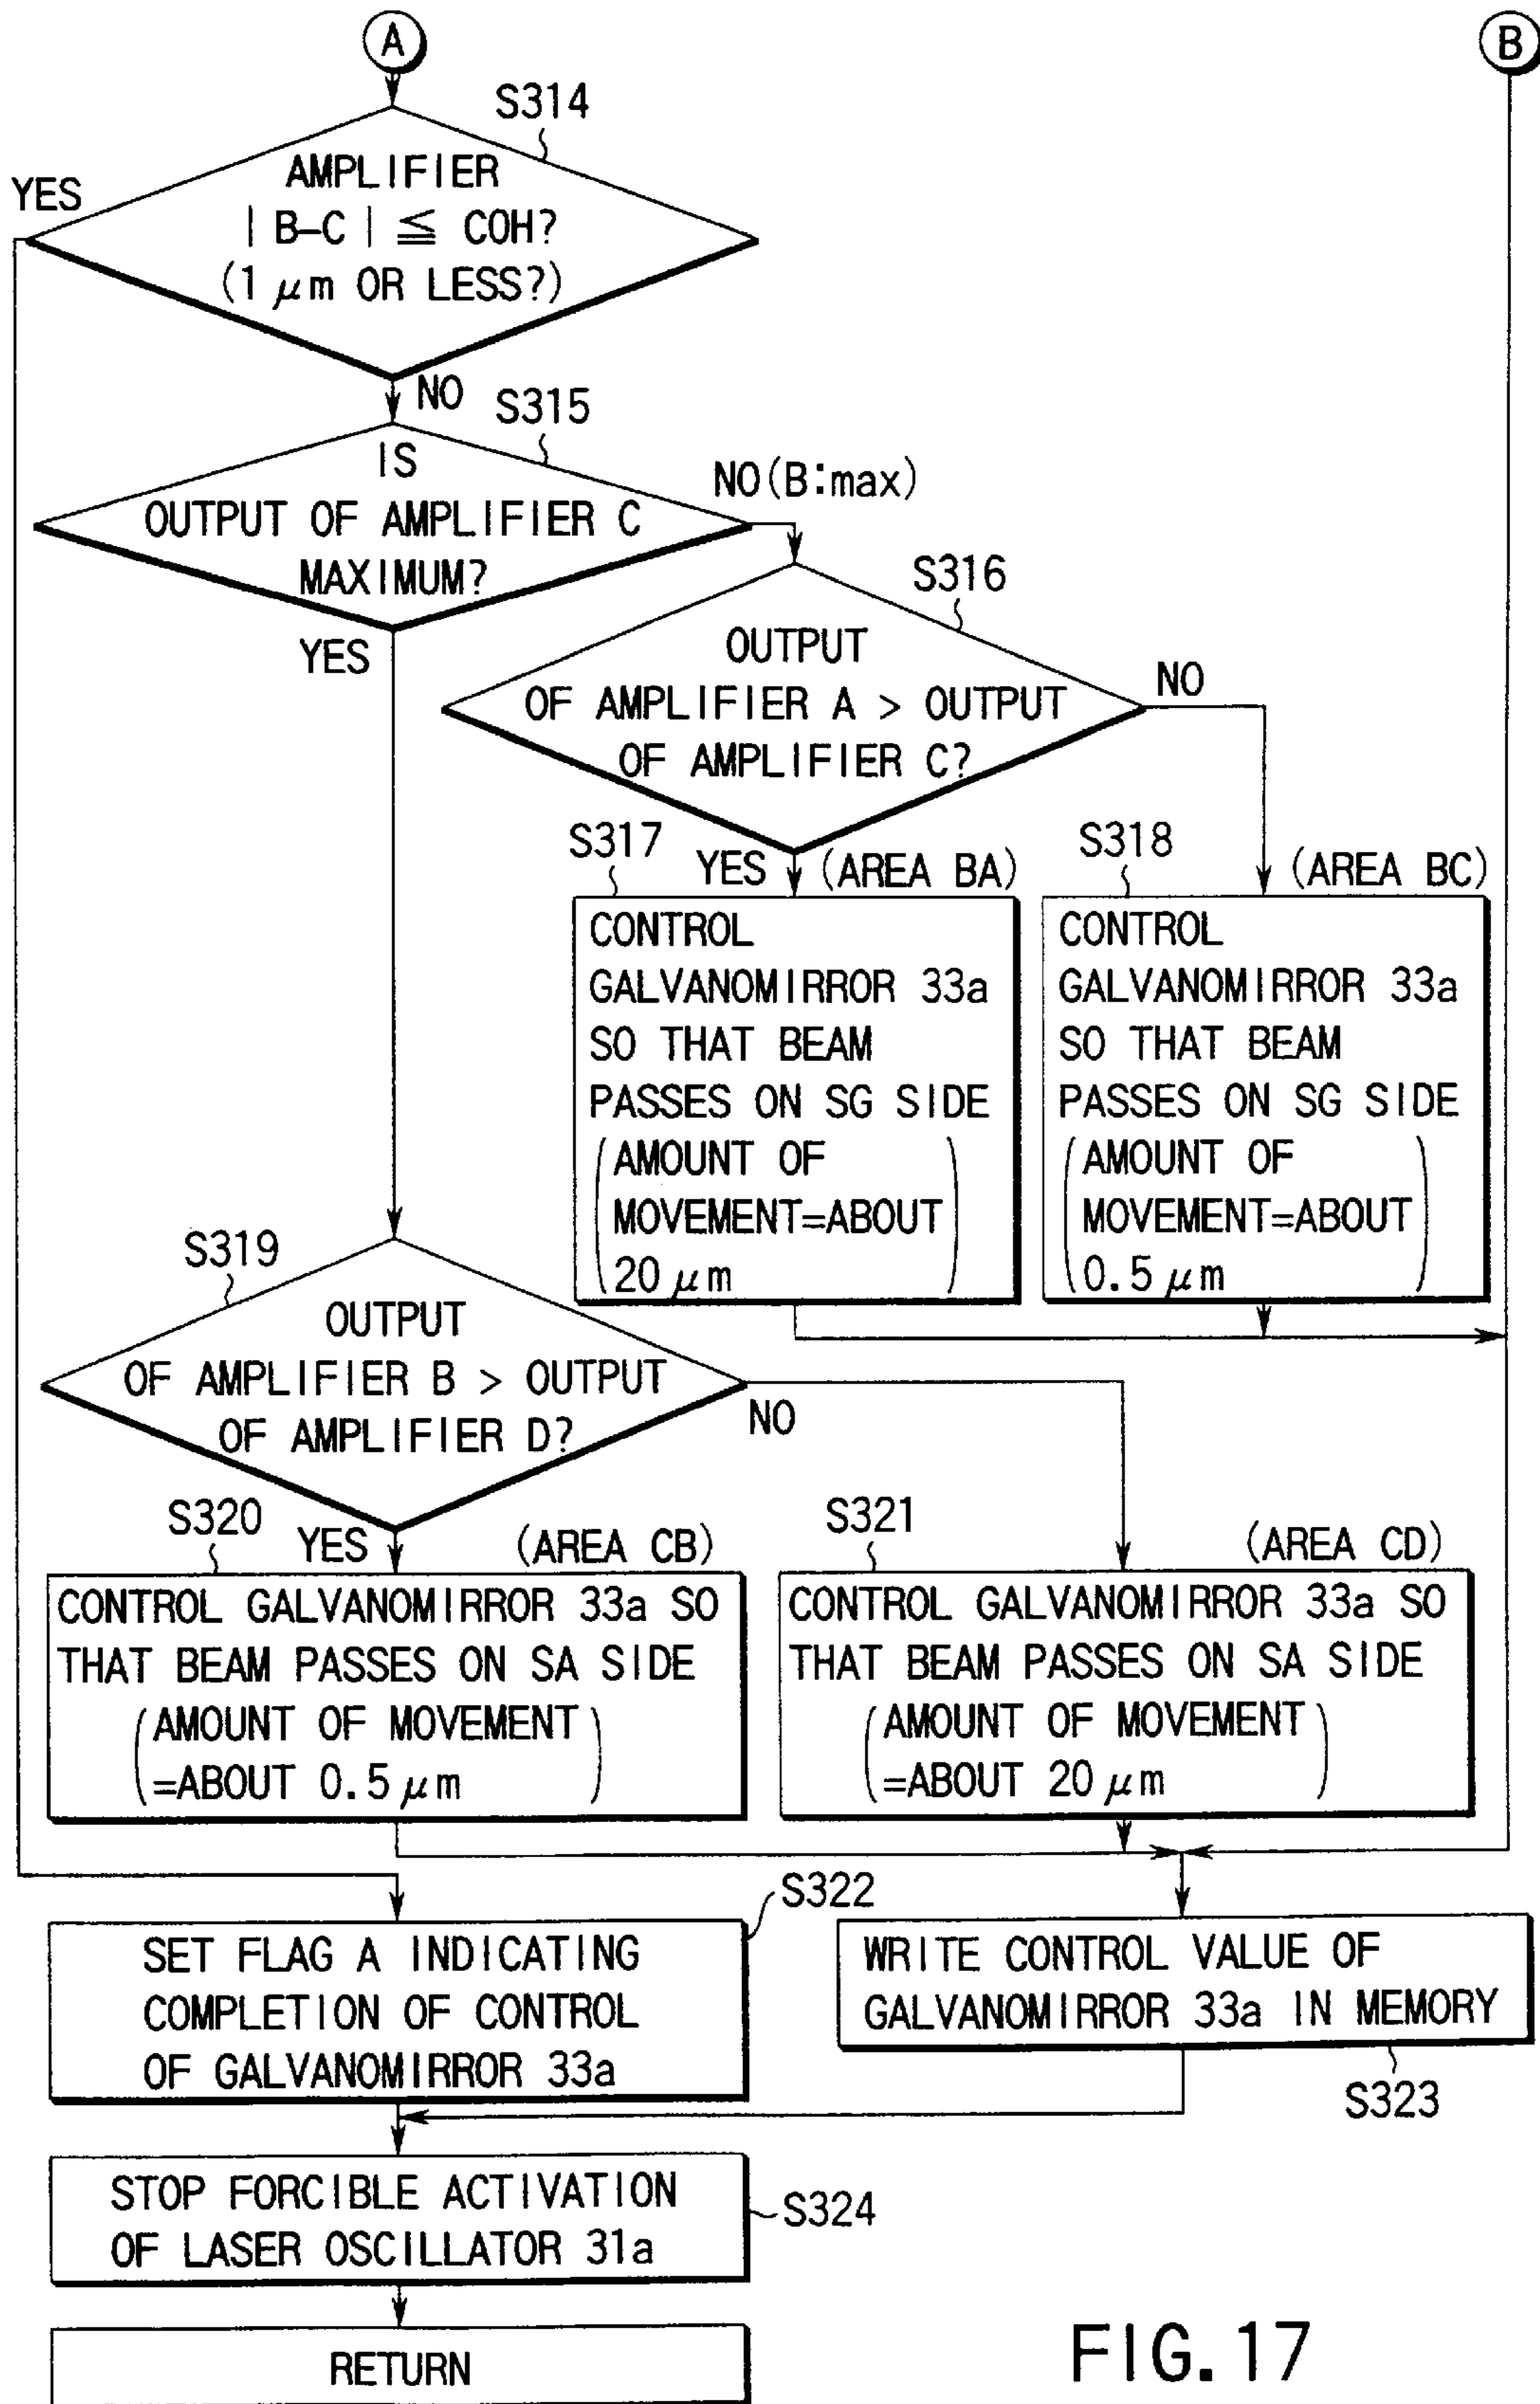 A
B
S314
AMPLIFIER
| B-C | ≦ COH?
(1 μm OR LESS?)
YES
NO
S315
IS
OUTPUT OF AMPLIFIER C
MAXIMUM?
NO(B:max)
YES
S316
OUTPUT
OF AMPLIFIER A > OUTPUT
OF AMPLIFIER C?
NO
S317
YES
(AREA BA)
CONTROL
GALVANOMIRROR 33a
SO THAT BEAM
PASSES ON SG SIDE
(AMOUNT OF
MOVEMENT=ABOUT
20 μm)
S318
(AREA BC)
CONTROL
GALVANOMIRROR 33a
SO THAT BEAM
PASSES ON SG SIDE
(AMOUNT OF
MOVEMENT=ABOUT
0.5 μm)
S319
OUTPUT
OF AMPLIFIER B > OUTPUT
OF AMPLIFIER D?
NO
S320
YES
(AREA CB)
CONTROL GALVANOMIRROR 33a SO
THAT BEAM PASSES ON SA SIDE
(AMOUNT OF MOVEMENT
=ABOUT 0.5 μm)
S321
(AREA CD)
CONTROL GALVANOMIRROR 33a SO
THAT BEAM PASSES ON SA SIDE
(AMOUNT OF MOVEMENT
=ABOUT 20 μm)
S322
SET FLAG A INDICATING
COMPLETION OF CONTROL
OF GALVANOMIRROR 33a
WRITE CONTROL VALUE OF
GALVANOMIRROR 33a IN MEMORY
S323
STOP FORCIBLE ACTIVATION
OF LASER OSCILLATOR 31a
S324
RETURN
FIG. 17